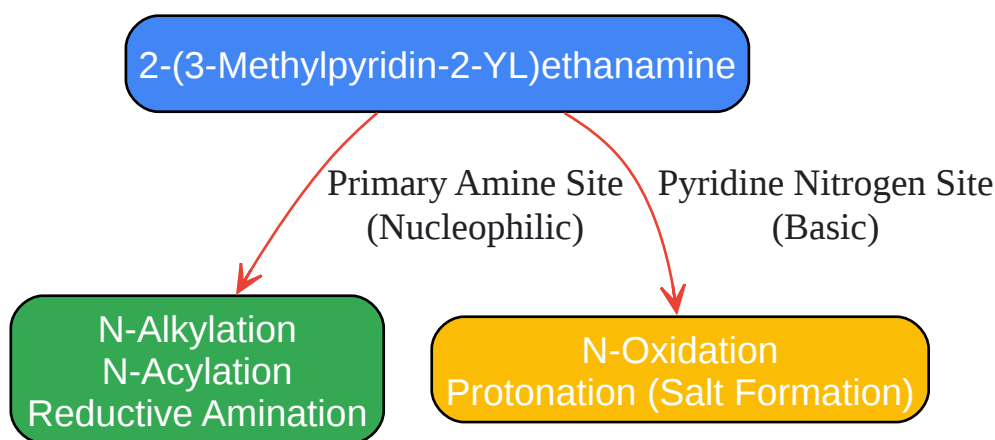 2-(3-Methylpyridin-2-YL)ethanamine
Primary Amine Site
(Nucleophilic)
Pyridine Nitrogen Site
(Basic)
N-Alkylation
N-Acylation
Reductive Amination
N-Oxidation
Protonation (Salt Formation)